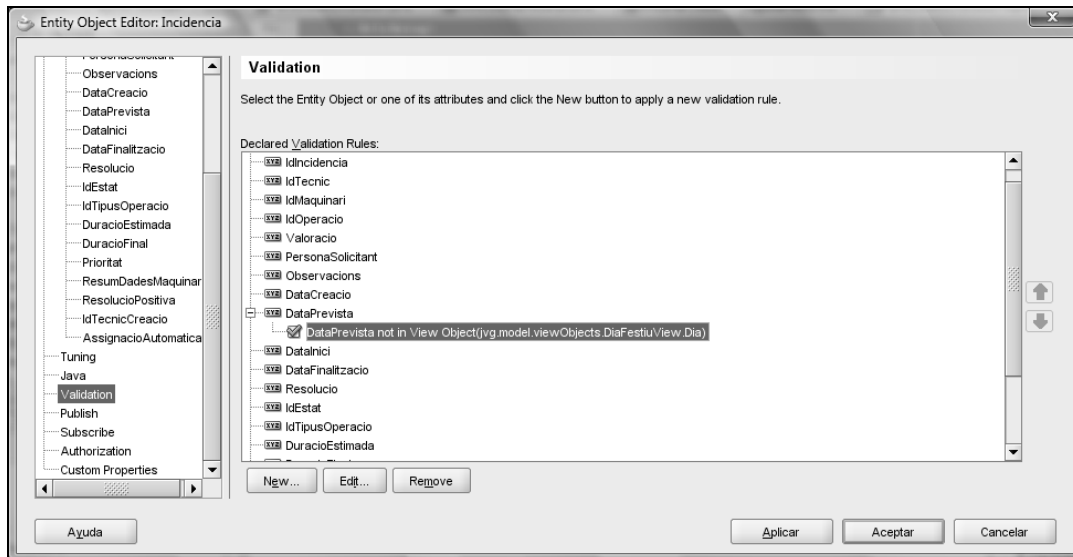 Entity Object Editor: Incidencia
Observacions
DataCreacio
DataPrevista
DataInici
DataFinalitzacio
Resolucio
IdEstat
IdTipusOperacio
DuracioEstimada
DuracioFinal
Prioritat
ResumDadesMaquinar
ResolucioPositiva
IdTecnicCreacio
AssignacioAutomatica
Tuning
Java
Validation
Publish
Subscribe
Authorization
Custom Properties
Validation
Select the Entity Object or one of its attributes and click the New button to apply a new validation rule.
Declared Validation Rules:
IdIncidencia
IdTecnic
IdMaquinari
IdOperacio
Valoracio
PersonaSolicitant
Observacions
DataCreacio
DataPrevista
DataPrevista not in View Object(jvg.model.viewObjects.DiaFestiuView.Dia)
DataInici
DataFinalitzacio
Resolucio
IdEstat
IdTipusOperacio
DuracioEstimada
New... Edit... Remove
Ayuda Aplicar Aceptar Cancelar